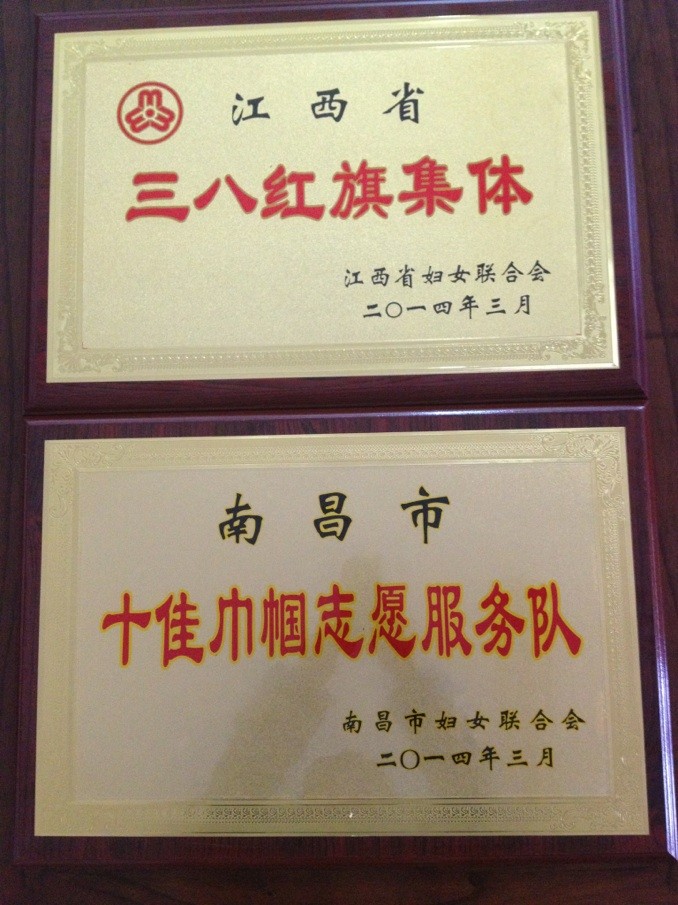 江西省
三八红旗集体
江西省妇女联合会
二〇一四年三月
南昌市
十佳巾帼志愿服务队
南昌市妇女联合会
二〇一四年三月